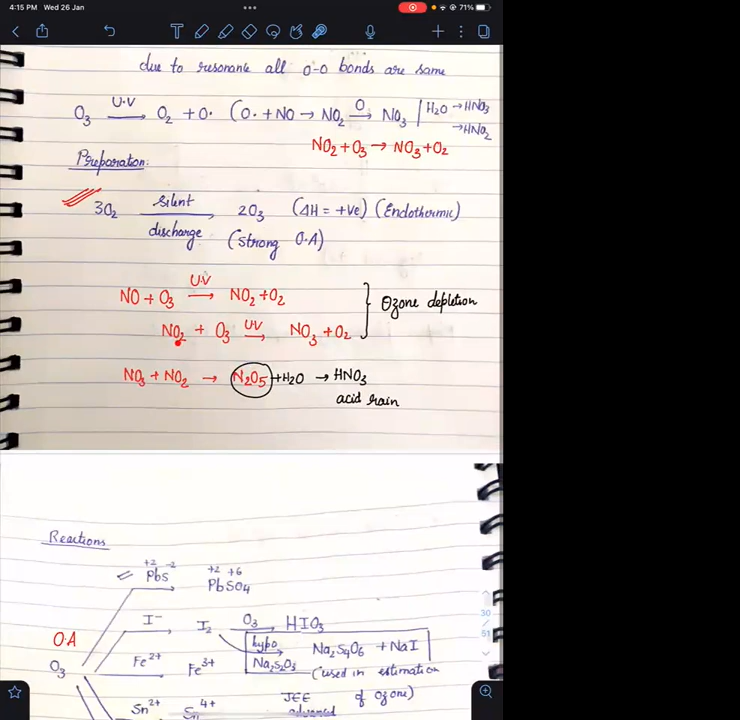 4:15 PM Wed 26 Jan
71%
due to resonance all O-O bonds are same
O3 U.V → O2 + O· (O· + NO → NO2 O → NO3 | H2O → HNO3
→ HNO2
NO2 + O3 → NO3 + O2
Preparation:
3O2 silent discharge → 2O3 (ΔH = +ve) (Endothermic)
(strong O.A)
NO + O3 U.V → NO2 + O2
NO2 + O3 UV → NO3 + O2
} Ozone depletion
NO3 + NO2 → N2O5 + H2O → HNO3
acid rain
Reactions
+2 -2 +2 +6
PbS → PbSO4
I- → I2 O3 → HIO3
O.A
O3
hypo Na2S2O3 → Na2S4O6 + NaI
Fe2+ → Fe3+
(used in estimation
of Ozone)
Sn2+ Sn 4+
JEE
advanced
30
/
51